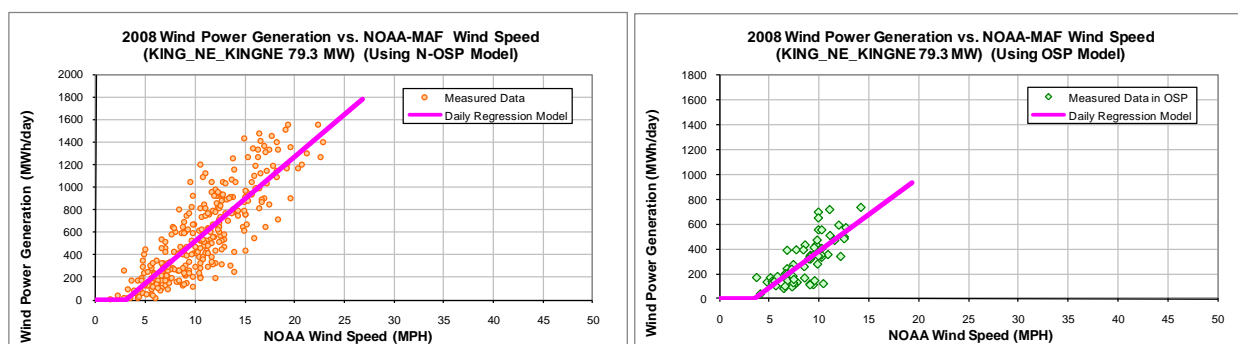 2008 Wind Power Generation vs. NOAA-MAF Wind Speed
(KING_NE_KINGNE 79.3 MW) (Using N-OSP Model)
Wind Power Generation (MWh/day)
2000
1800
1600
1400
1200
1000
800
600
400
200
0
Measured Data
Daily Regression Model
0 5 10 15 20 25 30 35 40 45 50
NOAA Wind Speed (MPH)
2008 Wind Power Generation vs. NOAA-MAF Wind Speed
(KING_NE_KINGNE 79.3 MW) (Using OSP Model)
Wind Power Generation (MWh/day)
1800
1600
1400
1200
1000
800
600
400
200
0
Measured Data in OSP
Daily Regression Model
0 5 10 15 20 25 30 35 40 45 50
NOAA Wind Speed (MPH)